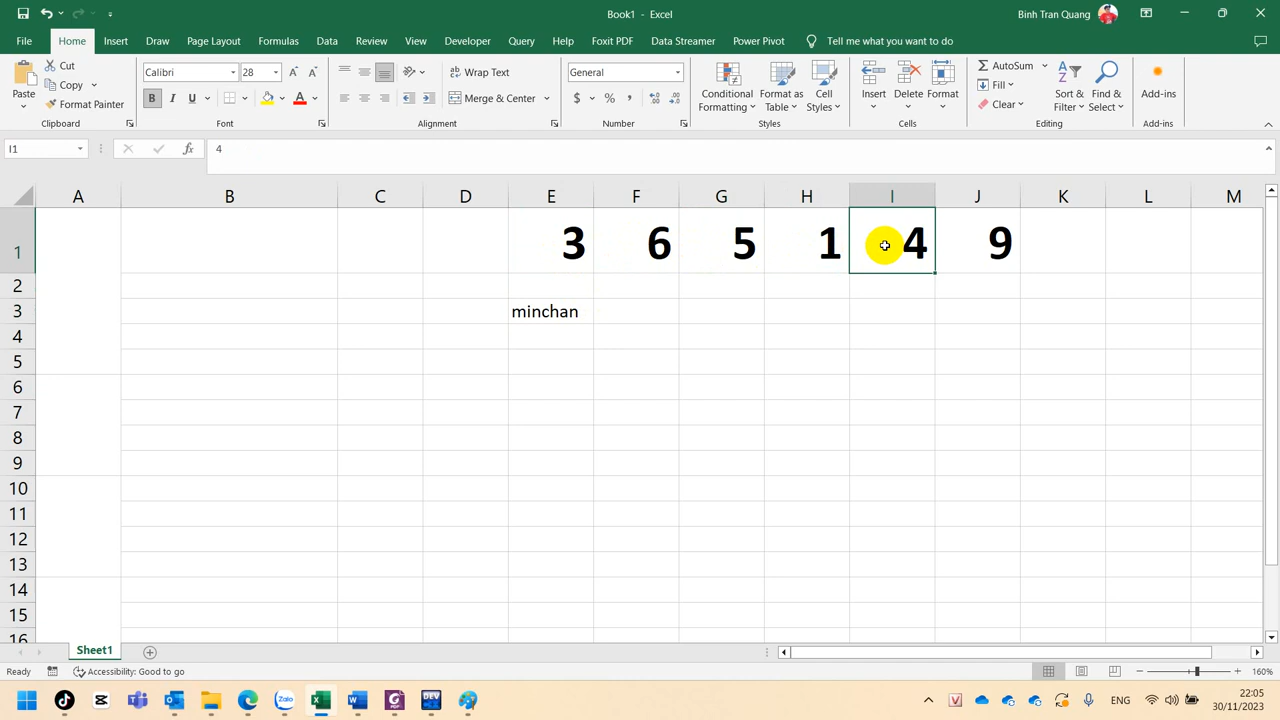 Book1 - Excel
Binh Tran Quang
File Home Insert Draw Page Layout Formulas Data Review View Developer Query Help Foxit PDF Data Streamer Power Pivot Tell me what you want to do
Paste
Cut
Copy
Format Painter
Clipboard
Calibri 28
B I U
A A A
Font
Wrap Text
Merge & Center
Alignment
General
$ % ,
Number
Conditional Formatting
Format as Table
Cell Styles
Styles
Insert
Delete
Format
Cells
AutoSum
Fill
Clear
Sort & Filter
Find & Select
Editing
Add-ins
Add-ins
I1 fx 4
A B C D E F G H I J K L M
1 3 6 5 1 4 9
2
3 minchan
4
5
6
7
8
9
10
11
12
13
14
15
16
Sheet1
Ready Accessibility: Good to go 160%
Zalo PDF DEV V ENG 22:05
30/11/2023